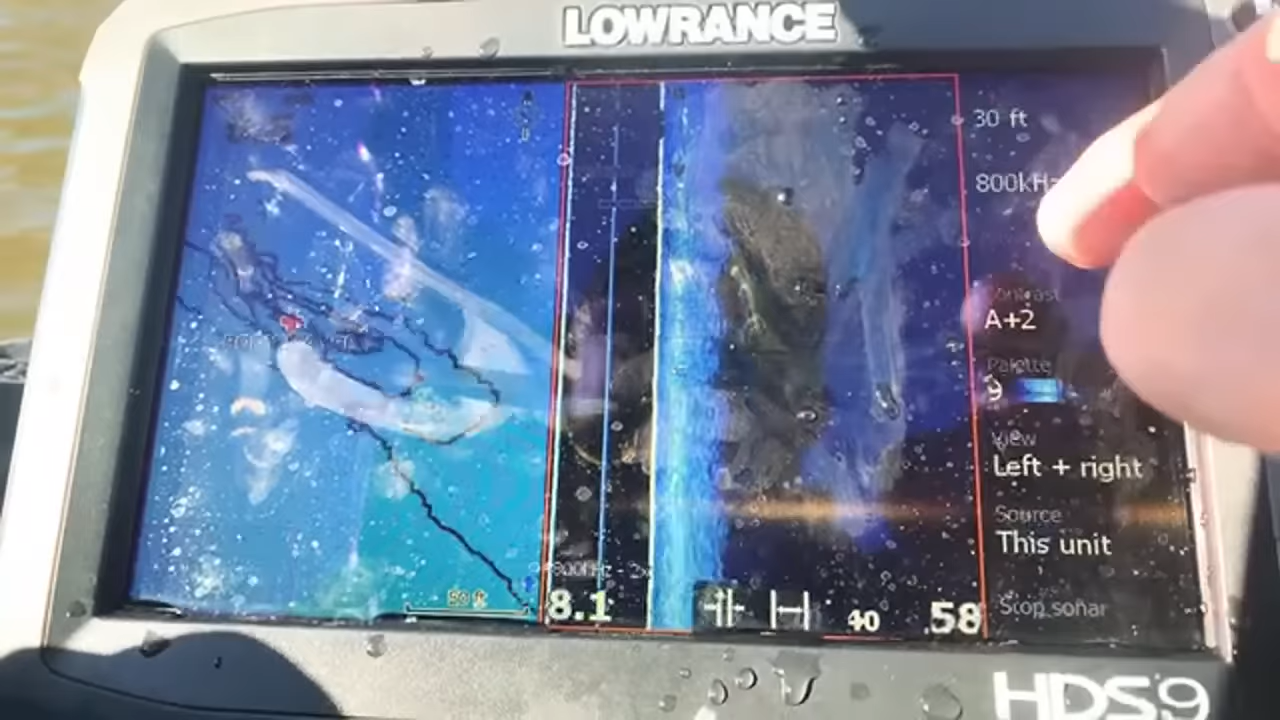 LOWRANCE
30 ft
800kHz
Contrast
A+2
Palette
9
View
Left + right
Source
This unit
Stop sonar
50 ft
8.1
40
58
HDS9